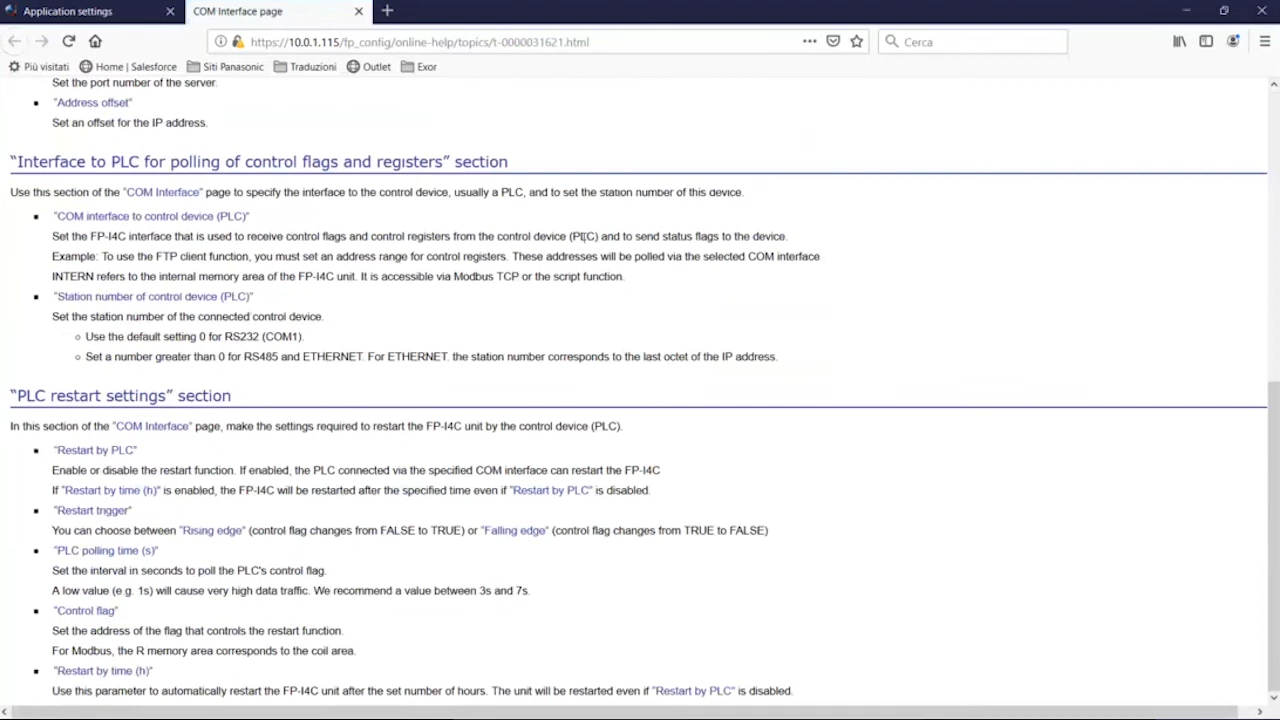 Application settings
COM Interface page
https://10.0.1.115/fp_config/online-help/topics/t-0000031621.html
Cerca
Più visitati
Home | Salesforce
Siti Panasonic
Traduzioni
Outlet
Exor
Set the port number of the server.
"Address offset"
Set an offset for the IP address.
"Interface to PLC for polling of control flags and registers" section
Use this section of the "COM Interface" page to specify the interface to the control device, usually a PLC, and to set the station number of this device.
"COM interface to control device (PLC)"
Set the FP-I4C interface that is used to receive control flags and control registers from the control device (PLC) and to send status flags to the device.
Example: To use the FTP client function, you must set an address range for control registers. These addresses will be polled via the selected COM interface.
INTERN refers to the internal memory area of the FP-I4C unit. It is accessible via Modbus TCP or the script function.
"Station number of control device (PLC)"
Set the station number of the connected control device.
Use the default setting 0 for RS232 (COM1).
Set a number greater than 0 for RS485 and ETHERNET. For ETHERNET. the station number corresponds to the last octet of the IP address.
"PLC restart settings" section
In this section of the "COM Interface" page, make the settings required to restart the FP-I4C unit by the control device (PLC).
"Restart by PLC"
Enable or disable the restart function. If enabled, the PLC connected via the specified COM interface can restart the FP-I4C
If "Restart by time (h)" is enabled, the FP-I4C will be restarted after the specified time even if "Restart by PLC" is disabled.
"Restart trigger"
You can choose between "Rising edge" (control flag changes from FALSE to TRUE) or "Falling edge" (control flag changes from TRUE to FALSE)
"PLC polling time (s)"
Set the interval in seconds to poll the PLC's control flag.
A low value (e.g. 1s) will cause very high data traffic. We recommend a value between 3s and 7s.
"Control flag"
Set the address of the flag that controls the restart function.
For Modbus, the R memory area corresponds to the coil area.
"Restart by time (h)"
Use this parameter to automatically restart the FP-I4C unit after the set number of hours. The unit will be restarted even if "Restart by PLC" is disabled.